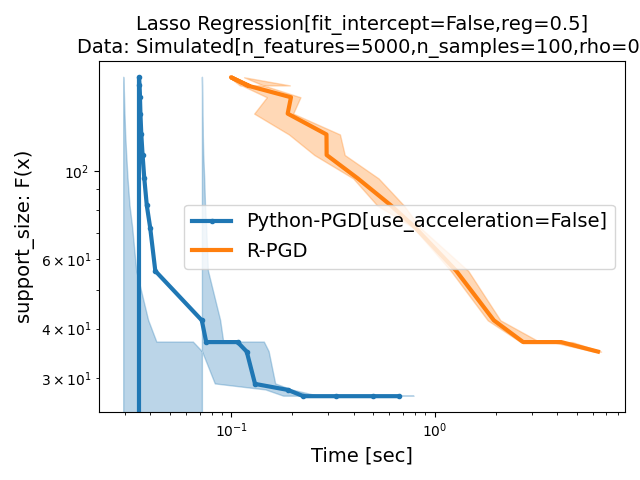 Lasso Regression[fit_intercept=False,reg=0.5]
Data: Simulated[n_features=5000,n_samples=100,rho=0
support_size: F(x)
10²
6 × 10¹
4 × 10¹
3 × 10¹
Python-PGD[use_acceleration=False]
R-PGD
10⁻¹
10⁰
Time [sec]